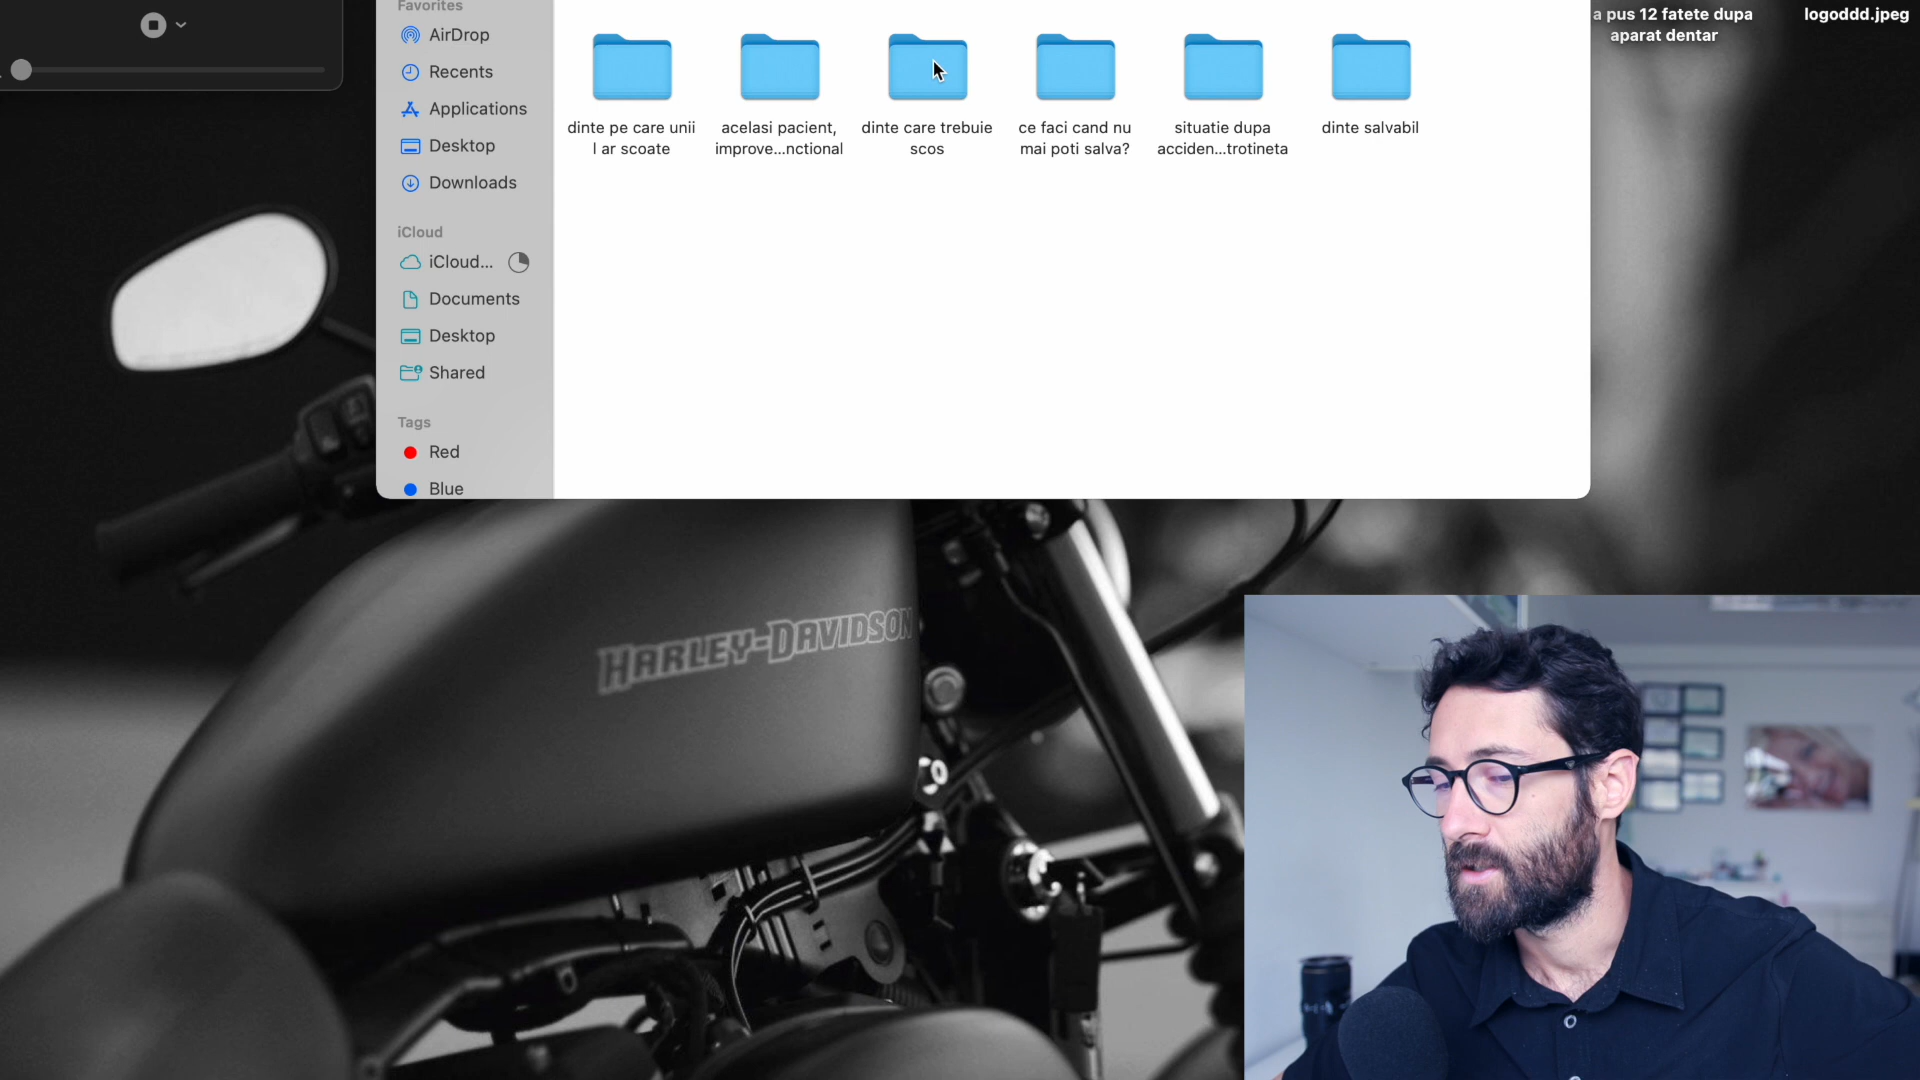 Favorites
AirDrop
Recents
Applications
Desktop
Downloads
iCloud
iCloud...
Documents
Desktop
Shared
Tags
Red
Blue
dinte pe care unii
l ar scoate
acelasi pacient,
improve...nctional
dinte care trebuie
scos
ce faci cand nu
mai poti salva?
situatie dupa
acciden...trotineta
dinte salvabil
a pus 12 fatete dupa
aparat dentar
logoddd.jpeg
HARLEY-DAVIDSON